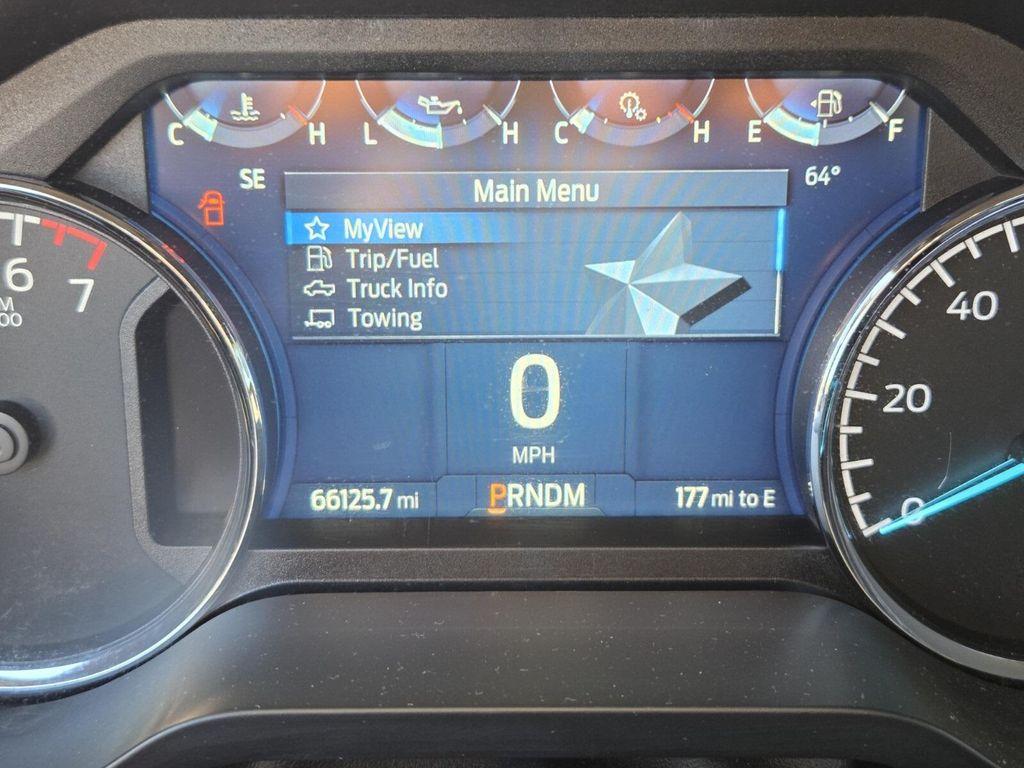 C H L H C H E F
SE
64°
Main Menu
MyView
Trip/Fuel
Truck Info
Towing
6
7
40
20
0
0
MPH
66125.7 mi
PRNDM
177 mi to E